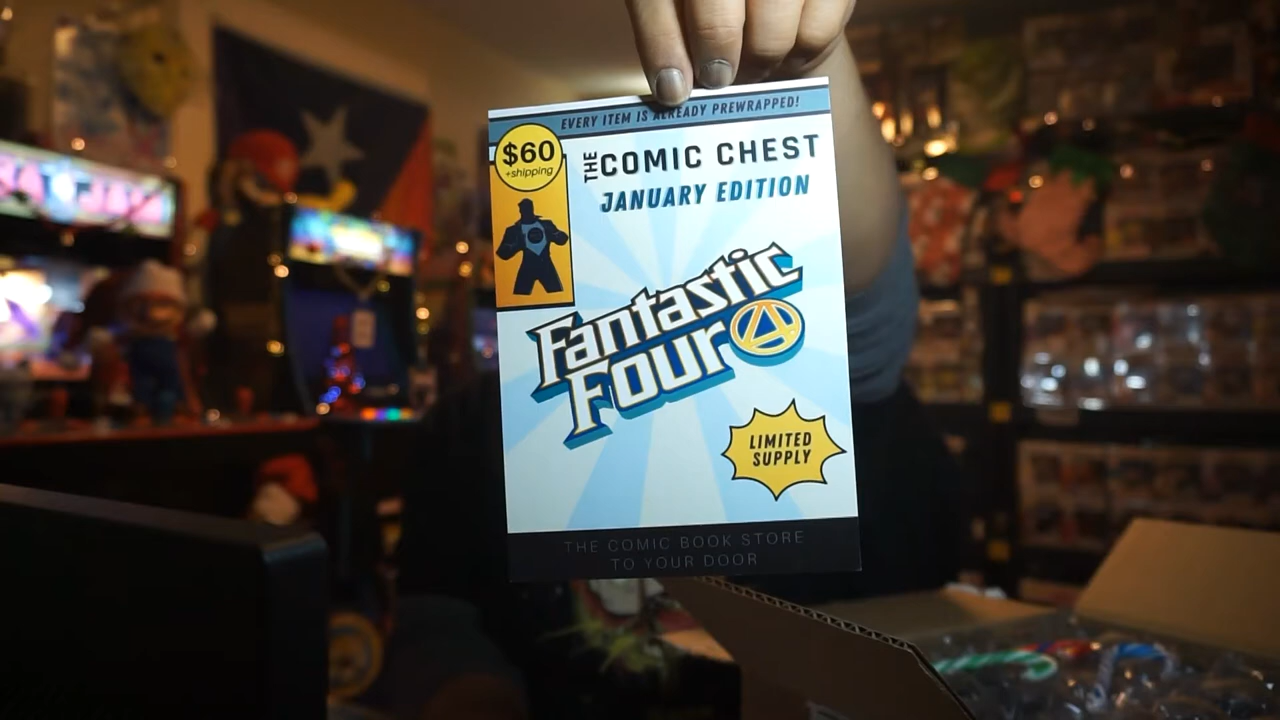 EVERY ITEM IS ALREADY PREWRAPPED!
$60
+shipping
THE COMIC CHEST
JANUARY EDITION
Fantastic
Four
4
LIMITED
SUPPLY
THE COMIC BOOK STORE
TO YOUR DOOR